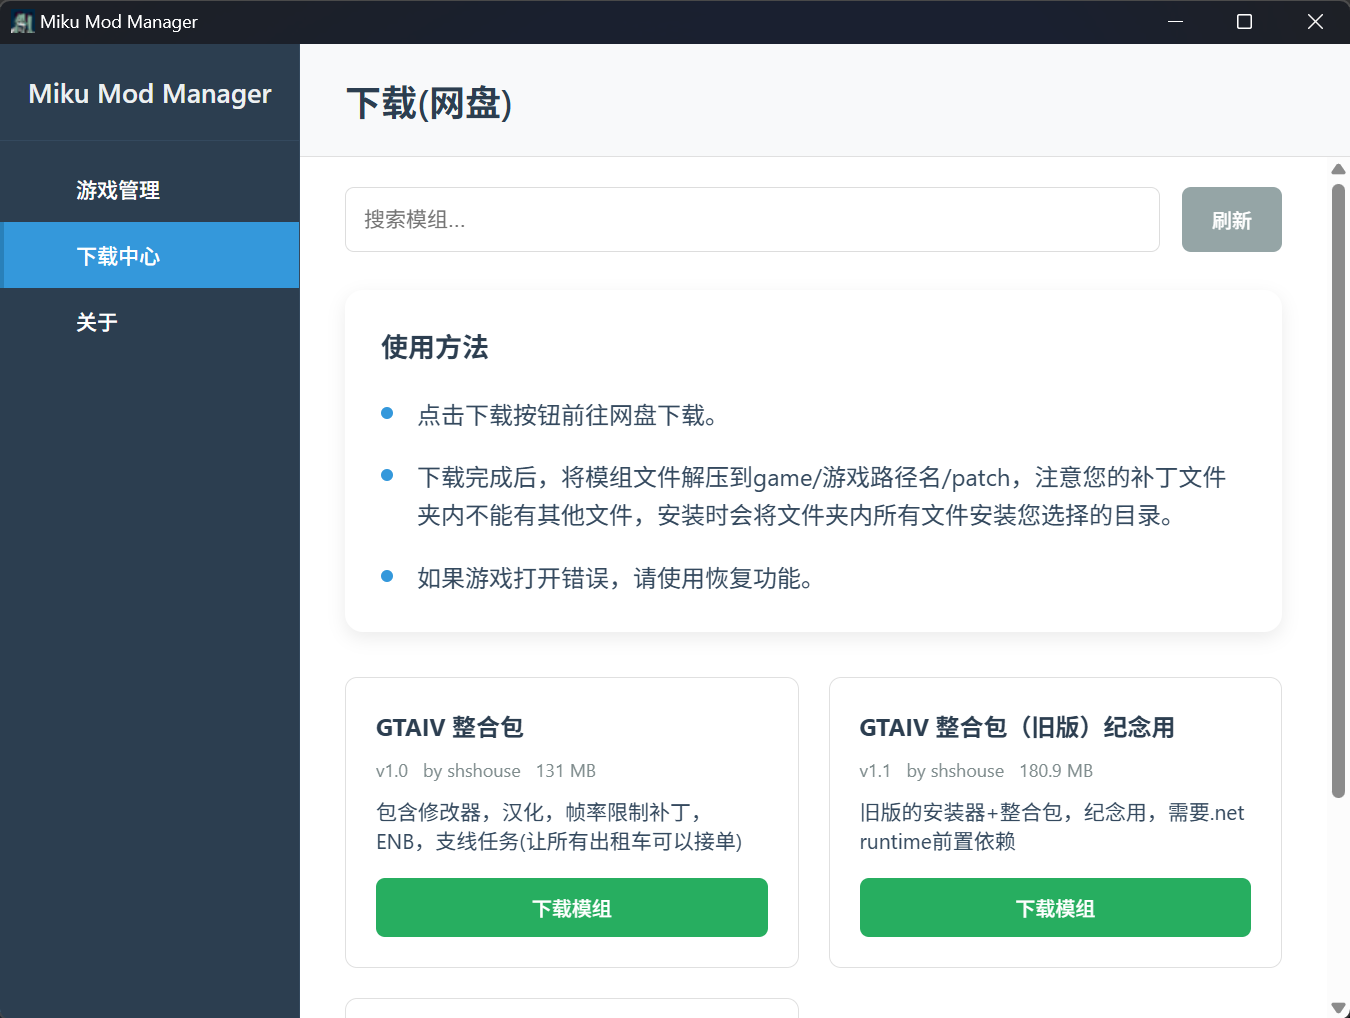 Miku Mod Manager
Miku Mod Manager
游戏管理
下载中心
关于
下载(网盘)
搜索模组...
刷新
使用方法
点击下载按钮前往网盘下载。
下载完成后，将模组文件解压到game/游戏路径名/patch，注意您的补丁文件
夹内不能有其他文件，安装时会将文件夹内所有文件安装您选择的目录。
如果游戏打开错误，请使用恢复功能。
GTAIV 整合包
v1.0 by shshouse 131 MB
包含修改器，汉化，帧率限制补丁，
ENB，支线任务(让所有出租车可以接单)
下载模组
GTAIV 整合包（旧版）纪念用
v1.1 by shshouse 180.9 MB
旧版的安装器+整合包，纪念用，需要.net
runtime前置依赖
下载模组